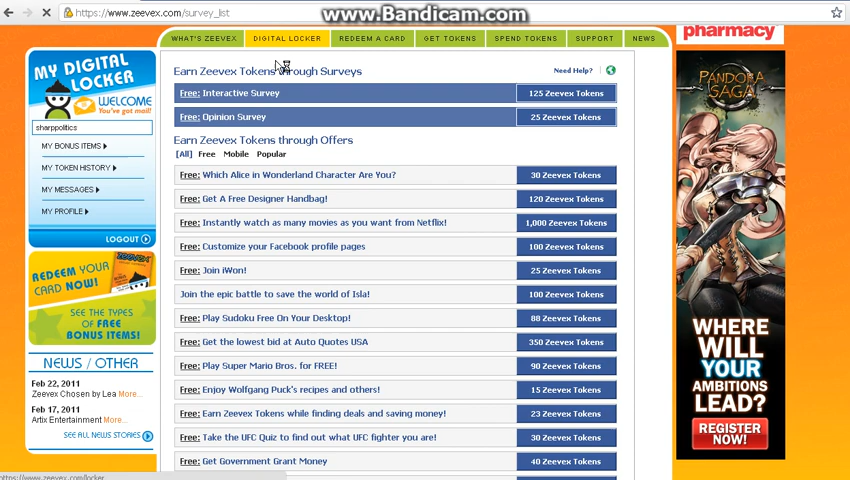 www.Bandicam.com
https://www.zeevex.com/survey_list
WHAT'S ZEEVEX
DIGITAL LOCKER
REDEEM A CARD
GET TOKENS
SPEND TOKENS
SUPPORT
NEWS
MY DIGITAL
LOCKER
WELCOME
You've got mail!
sharppolitics
MY BONUS ITEMS
MY TOKEN HISTORY
MY MESSAGES
MY PROFILE
LOGOUT
REDEEM YOUR
CARD NOW!
SEE THE TYPES
OF FREE
BONUS ITEMS!
NEWS / OTHER
Feb 22, 2011
Zeevex Chosen by Lea More...
Feb 17, 2011
Artix Entertainment More...
SEE ALL NEWS STORIES
Earn Zeevex Tokens through Surveys
Need Help?
Free: Interactive Survey 125 Zeevex Tokens
Free: Opinion Survey 25 Zeevex Tokens
Earn Zeevex Tokens through Offers
[All] Free Mobile Popular
Free: Which Alice in Wonderland Character Are You? 30 Zeevex Tokens
Free: Get A Free Designer Handbag! 120 Zeevex Tokens
Free: Instantly watch as many movies as you want from Netflix! 1,000 Zeevex Tokens
Free: Customize your Facebook profile pages 100 Zeevex Tokens
Free: Join iWon! 25 Zeevex Tokens
Join the epic battle to save the world of Isla! 100 Zeevex Tokens
Free: Play Sudoku Free On Your Desktop! 88 Zeevex Tokens
Free: Get the lowest bid at Auto Quotes USA 350 Zeevex Tokens
Free: Play Super Mario Bros. for FREE! 90 Zeevex Tokens
Free: Enjoy Wolfgang Puck's recipes and others! 15 Zeevex Tokens
Free: Earn Zeevex Tokens while finding deals and saving money! 23 Zeevex Tokens
Free: Take the UFC Quiz to find out what UFC fighter you are! 30 Zeevex Tokens
Free: Get Government Grant Money 40 Zeevex Tokens
pharmacy
PANDORA
SAGA
WHERE
WILL
YOUR
AMBITIONS
LEAD?
REGISTER
NOW!
https://www.zeevex.com/locker